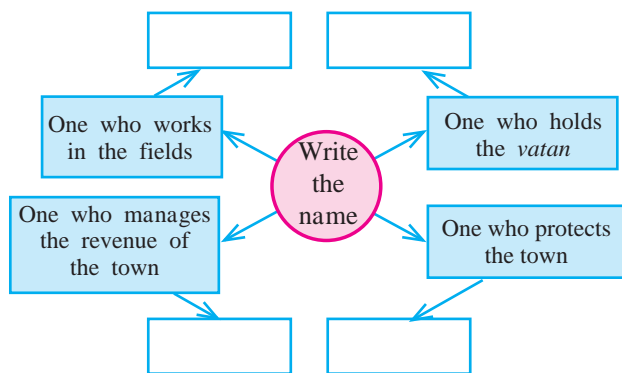 One who works
in the fields
One who holds
the vatan
Write
the
name
One who manages
the revenue of
the town
One who protects
the town